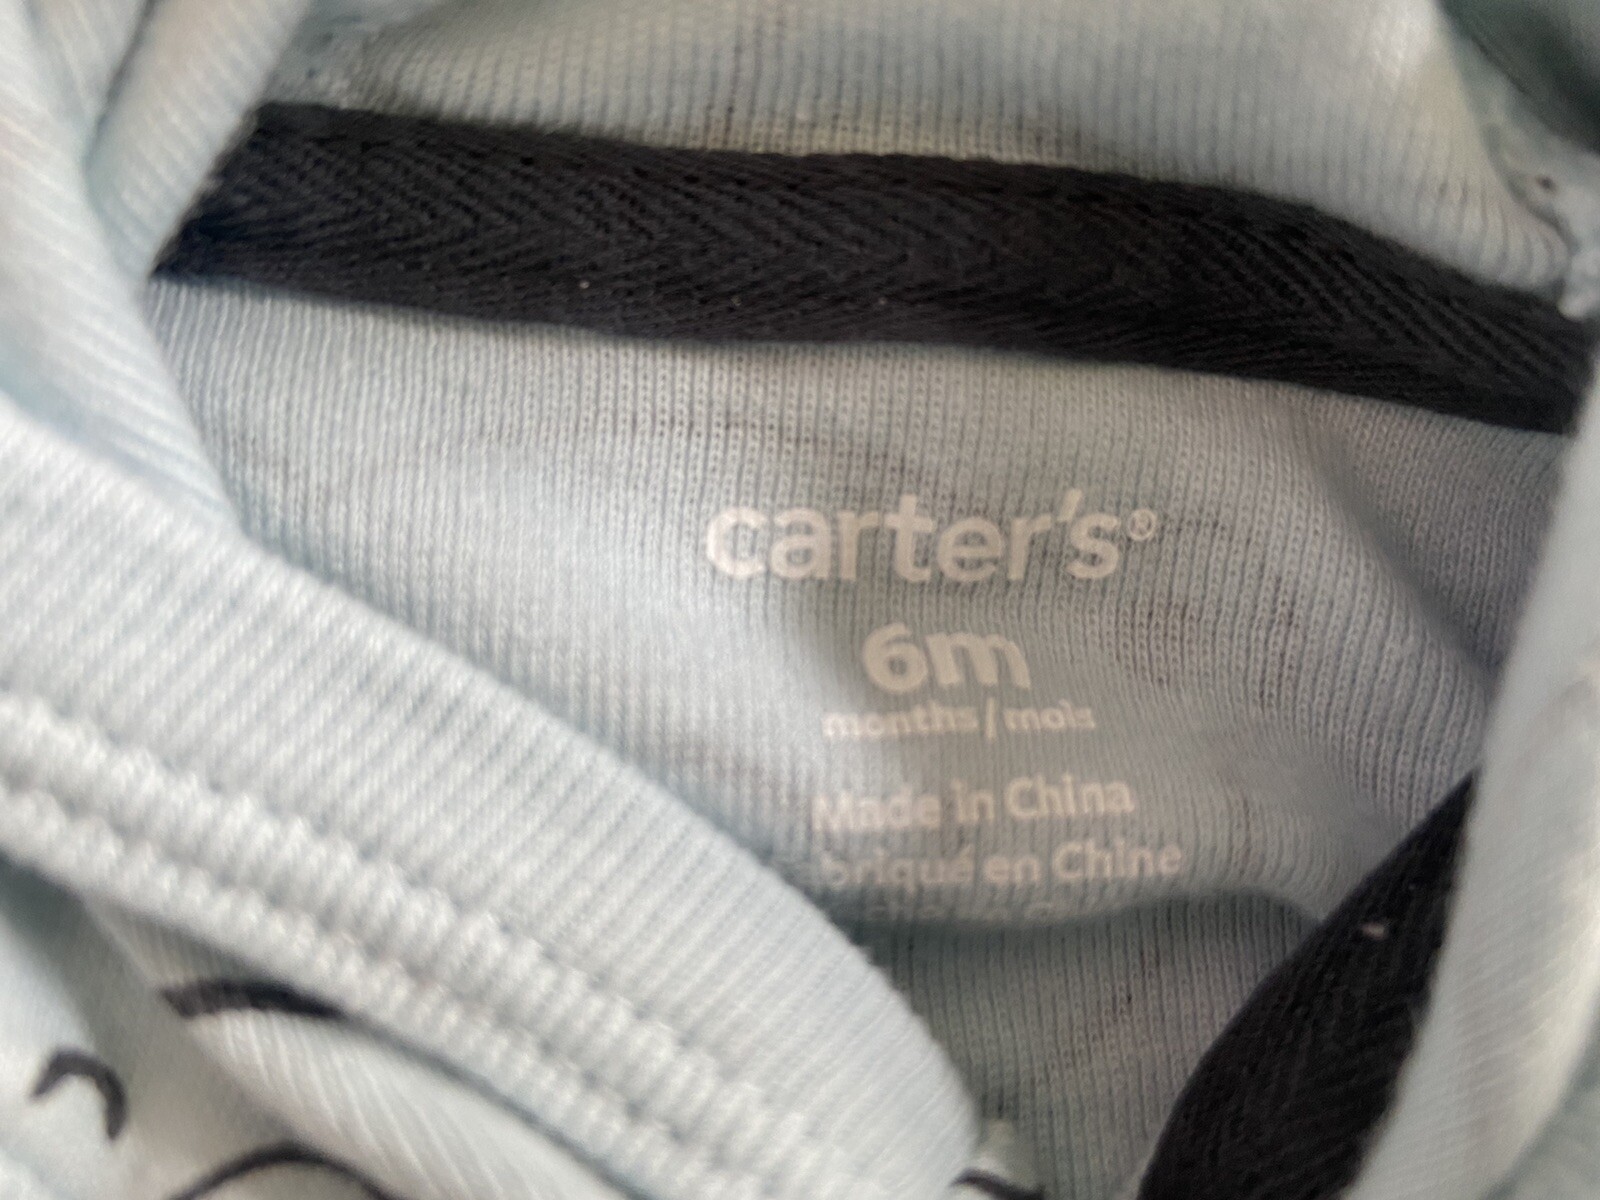 carter's®
6m
months/mois
Made in China
briqué en Chine